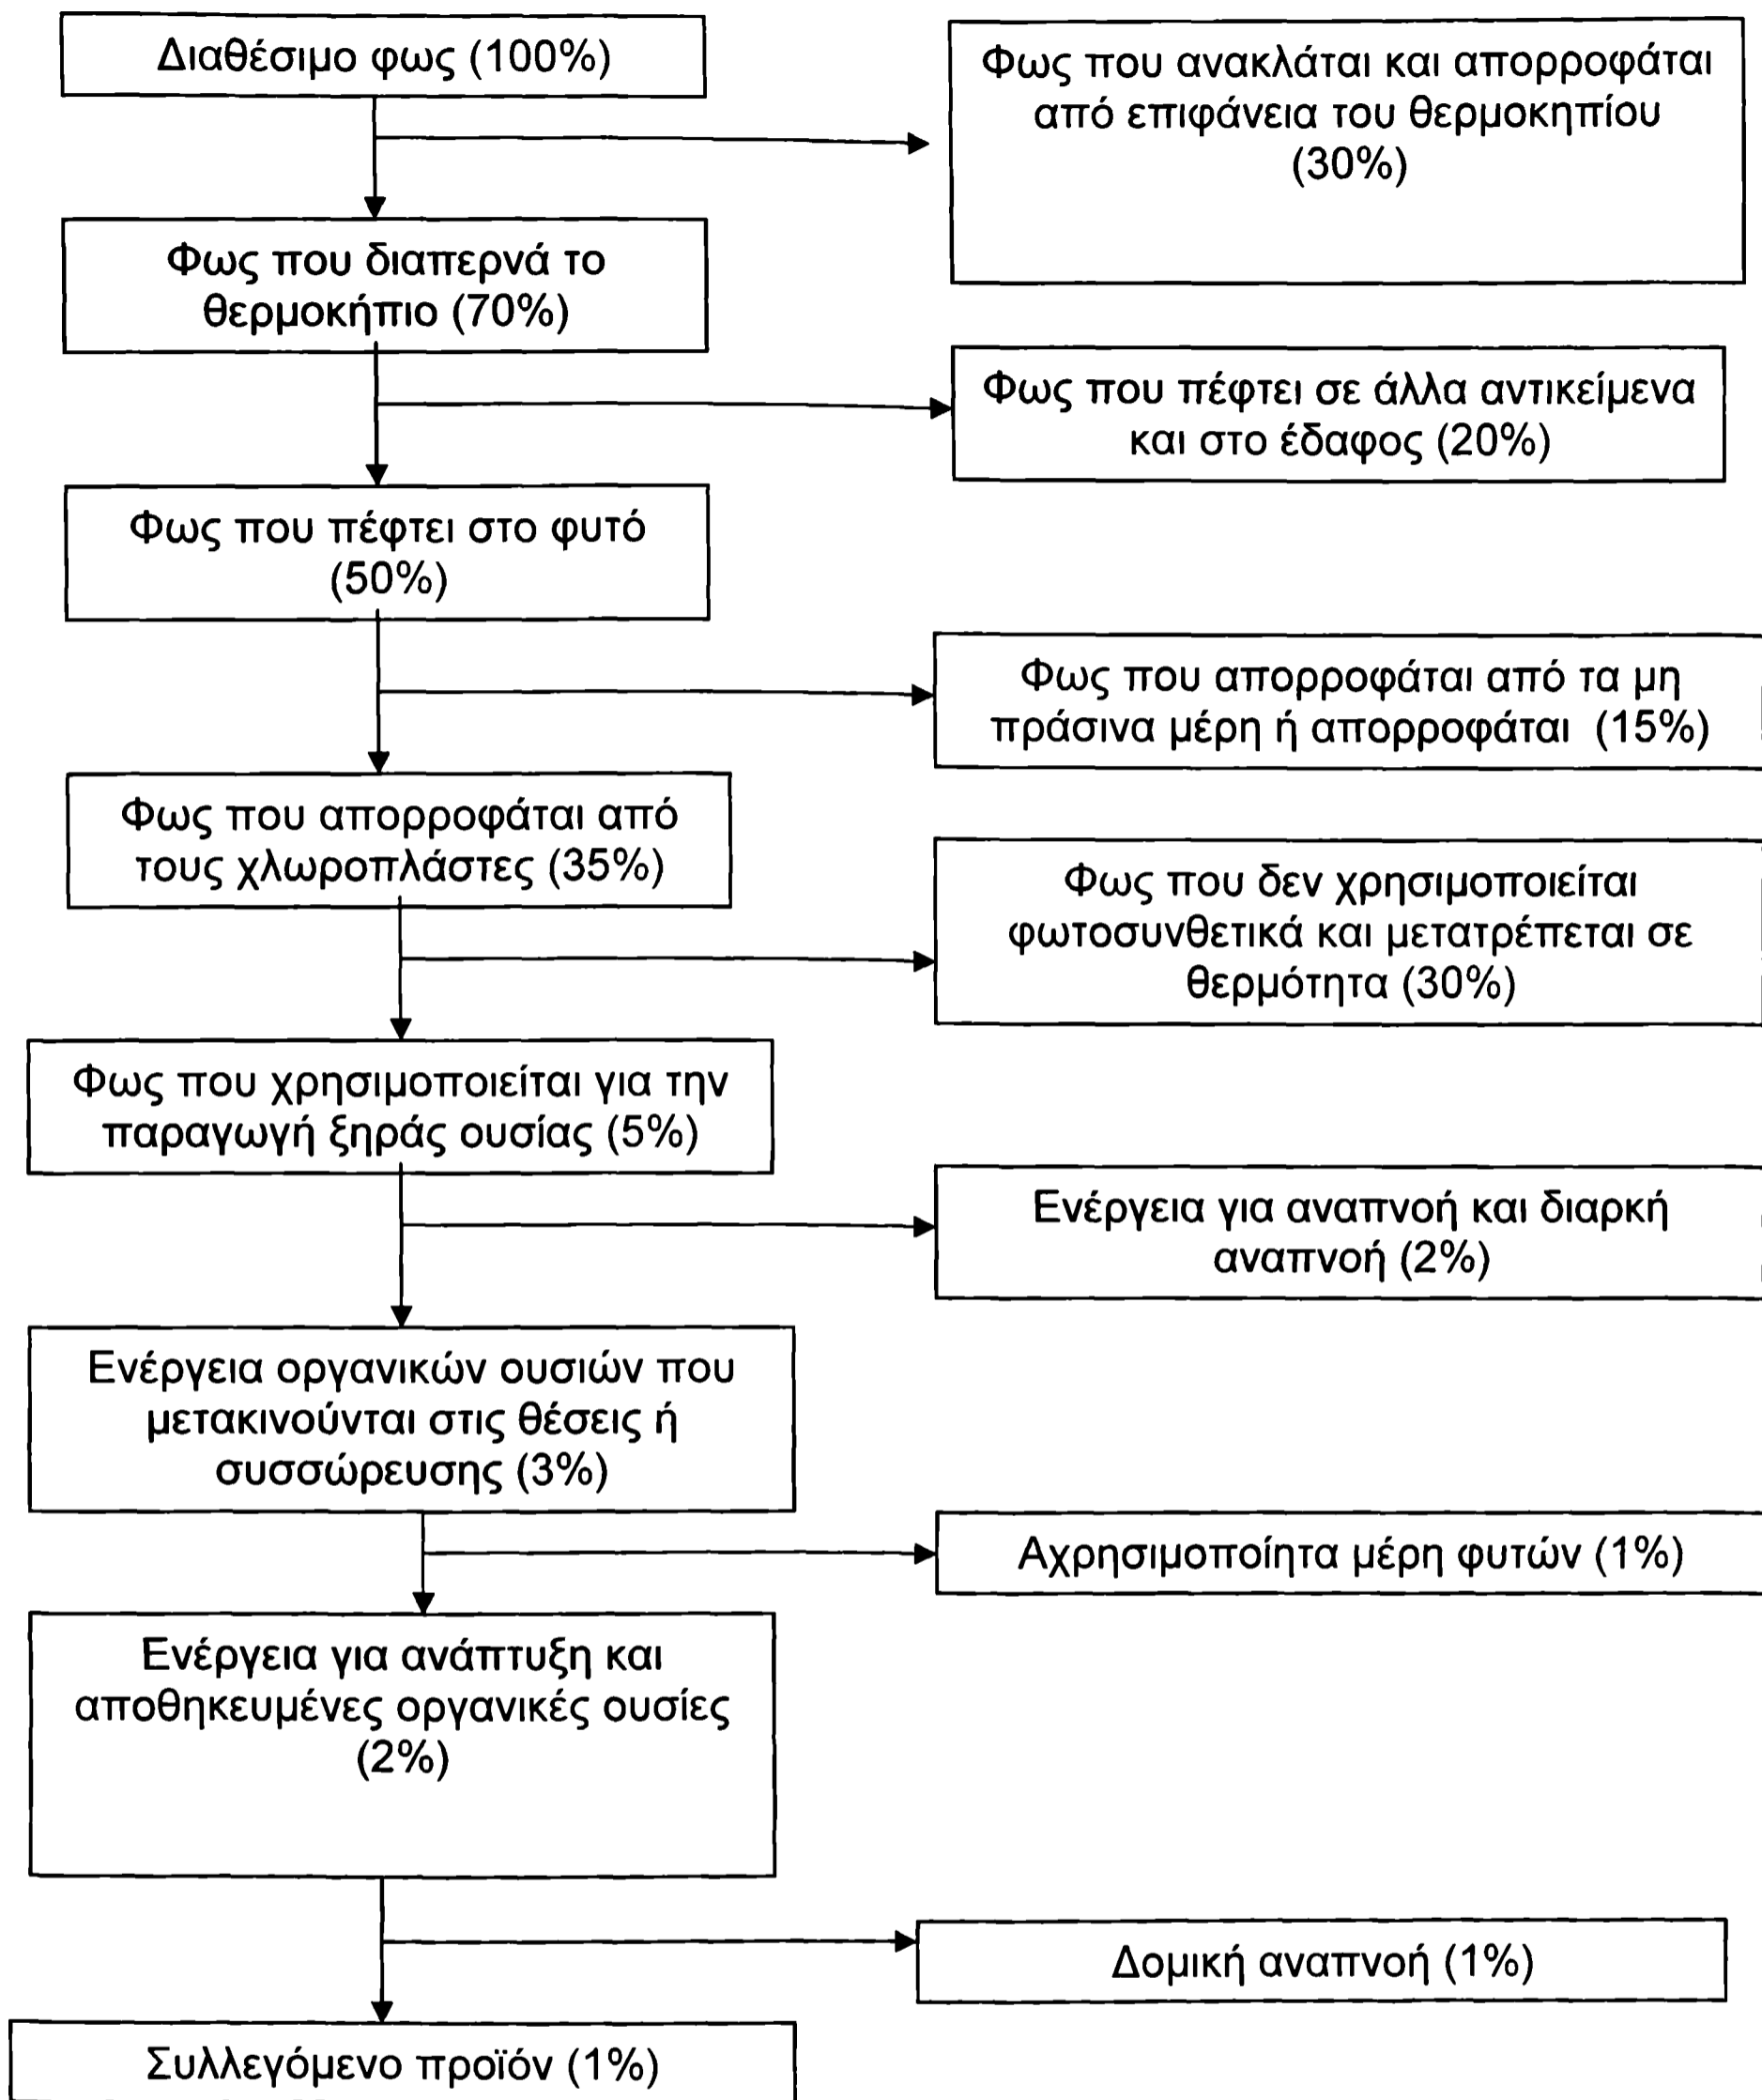 Διαθέσιμο φως (100%)
Φως που ανακλάται και απορροφάται
από επιφάνεια του θερμοκηπίου
(30%)
Φως που διαπερνά το
θερμοκήπιο (70%)
Φως που πέφτει σε άλλα αντικείμενα
και στο έδαφος (20%)
Φως που πέφτει στο φυτό
(50%)
Φως που απορροφάται από τα μη
πράσινα μέρη ή απορροφάται (15%)
Φως που απορροφάται από
τους χλωροπλάστες (35%)
Φως που δεν χρησιμοποιείται
φωτοσυνθετικά και μετατρέπεται σε
θερμότητα (30%)
Φως που χρησιμοποιείται για την
παραγωγή ξηράς ουσίας (5%)
Ενέργεια για αναπνοή και διαρκή
αναπνοή (2%)
Ενέργεια οργανικών ουσιών που
μετακινούνται στις θέσεις ή
συσσώρευσης (3%)
Αχρησιμοποίητα μέρη φυτών (1%)
Ενέργεια για ανάπτυξη και
αποθηκευμένες οργανικές ουσίες
(2%)
Δομική αναπνοή (1%)
Συλλεγόμενο προϊόν (1%)